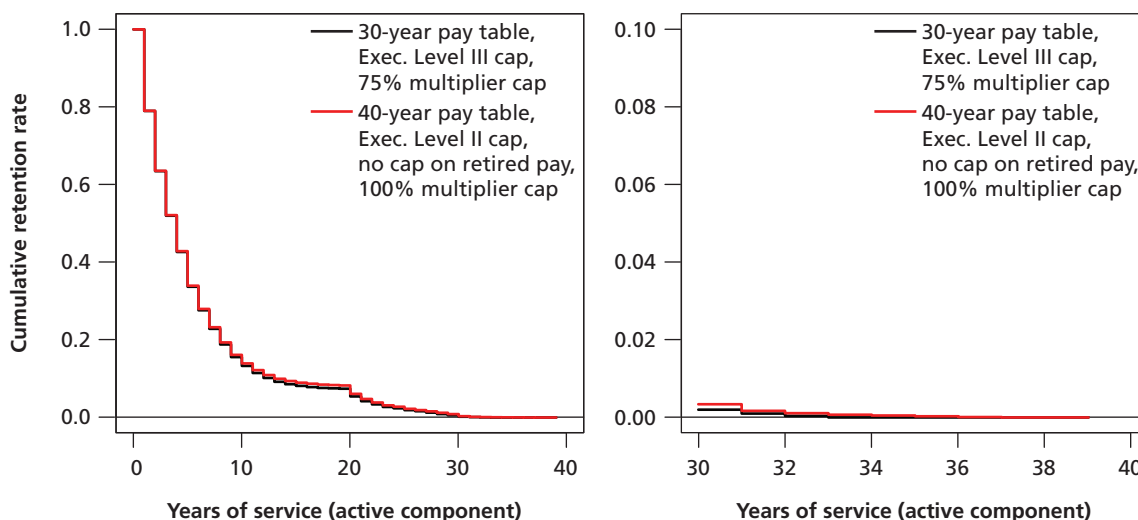 Cumulative retention rate
1.0
0.8
0.6
0.4
0.2
0.0
30-year pay table,
Exec. Level III cap,
75% multiplier cap
40-year pay table,
Exec. Level II cap,
no cap on retired pay,
100% multiplier cap
0
10
20
30
40
Years of service (active component)
0.10
0.08
0.06
0.04
0.02
0.00
30-year pay table,
Exec. Level III cap,
75% multiplier cap
40-year pay table,
Exec. Level II cap,
no cap on retired pay,
100% multiplier cap
30
32
34
36
38
40
Years of service (active component)